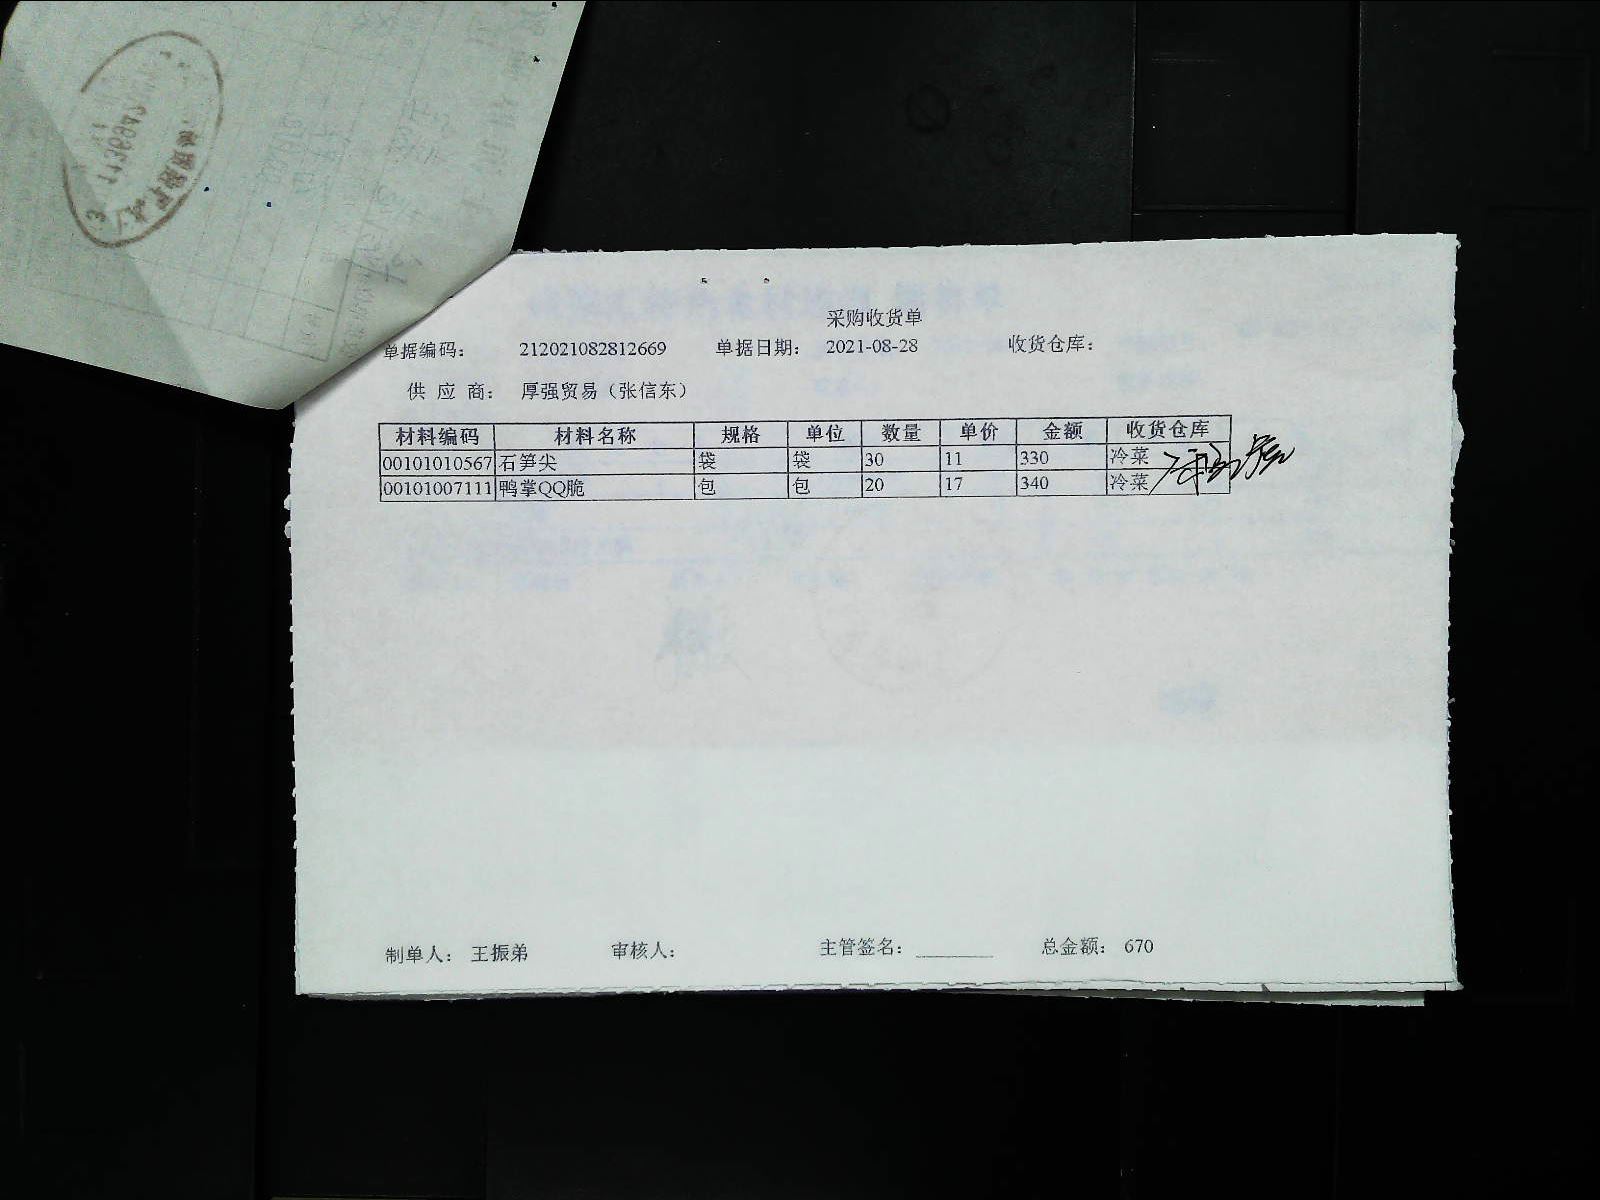 采购收货单
单据编码： 212021082812669 单据日期： 2021-08-28 收货仓库：
供 应 商： 厚强贸易（张信东）
材料编码 材料名称 规格 单位 数量 单价 金额 收货仓库
00101010567 石笋尖 袋 袋 30 11 330 冷菜
00101007111 鸭掌QQ脆 包 包 20 17 340 冷菜
制单人： 王振弟 审核人： 主管签名： 总金额： 670